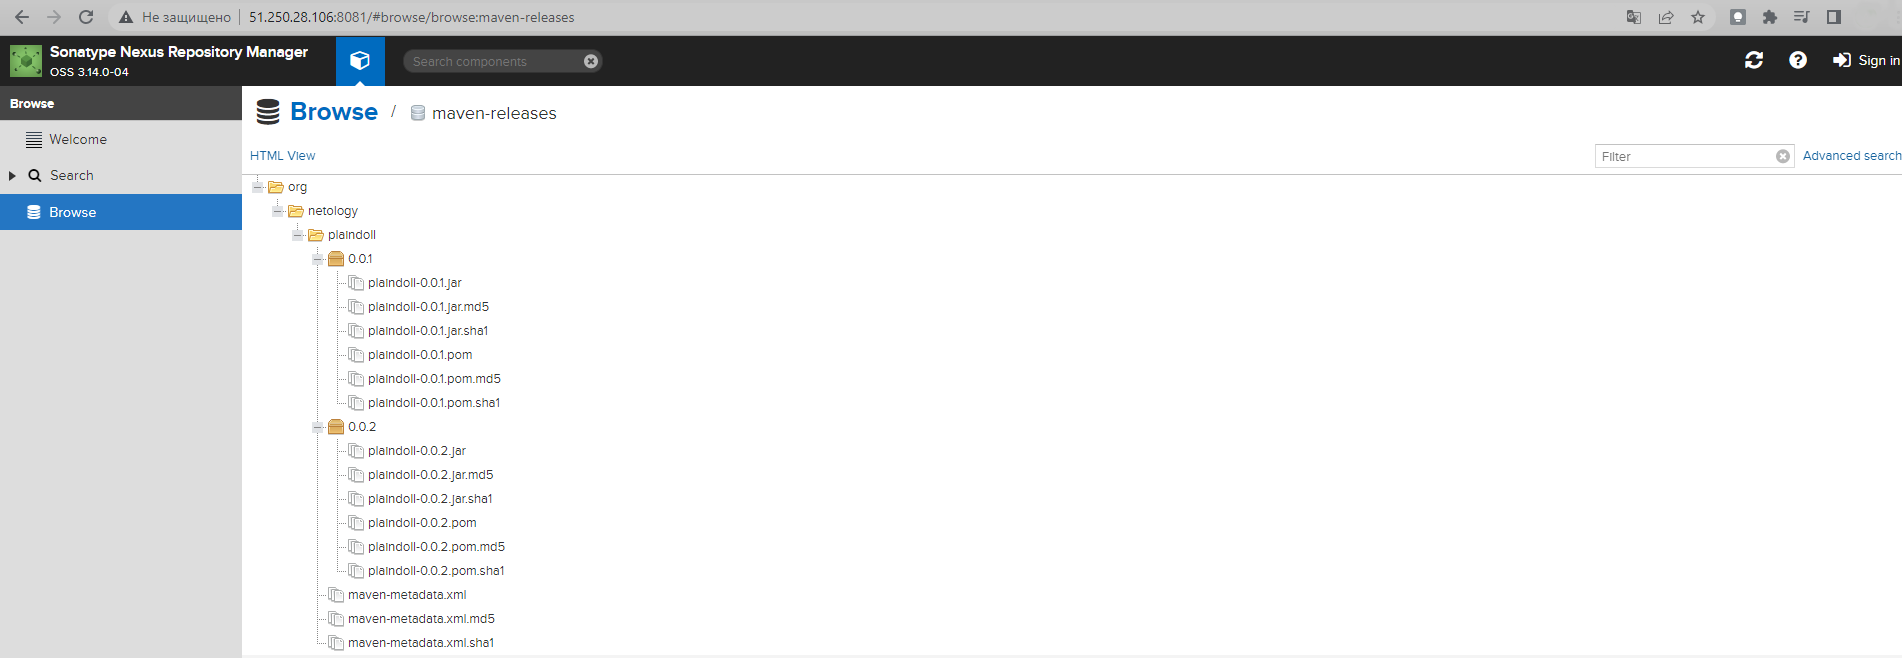 Не защищено 51.250.28.106:8081/#browse/browse:maven-releases
Sonatype Nexus Repository Manager
OSS 3.14.0-04
Search components
Sign in
Browse
Welcome
Search
Browse
Browse / maven-releases
HTML View
Filter
Advanced search
org
netology
plaindoll
0.0.1
plaindoll-0.0.1.jar
plaindoll-0.0.1.jar.md5
plaindoll-0.0.1.jar.sha1
plaindoll-0.0.1.pom
plaindoll-0.0.1.pom.md5
plaindoll-0.0.1.pom.sha1
0.0.2
plaindoll-0.0.2.jar
plaindoll-0.0.2.jar.md5
plaindoll-0.0.2.jar.sha1
plaindoll-0.0.2.pom
plaindoll-0.0.2.pom.md5
plaindoll-0.0.2.pom.sha1
maven-metadata.xml
maven-metadata.xml.md5
maven-metadata.xml.sha1